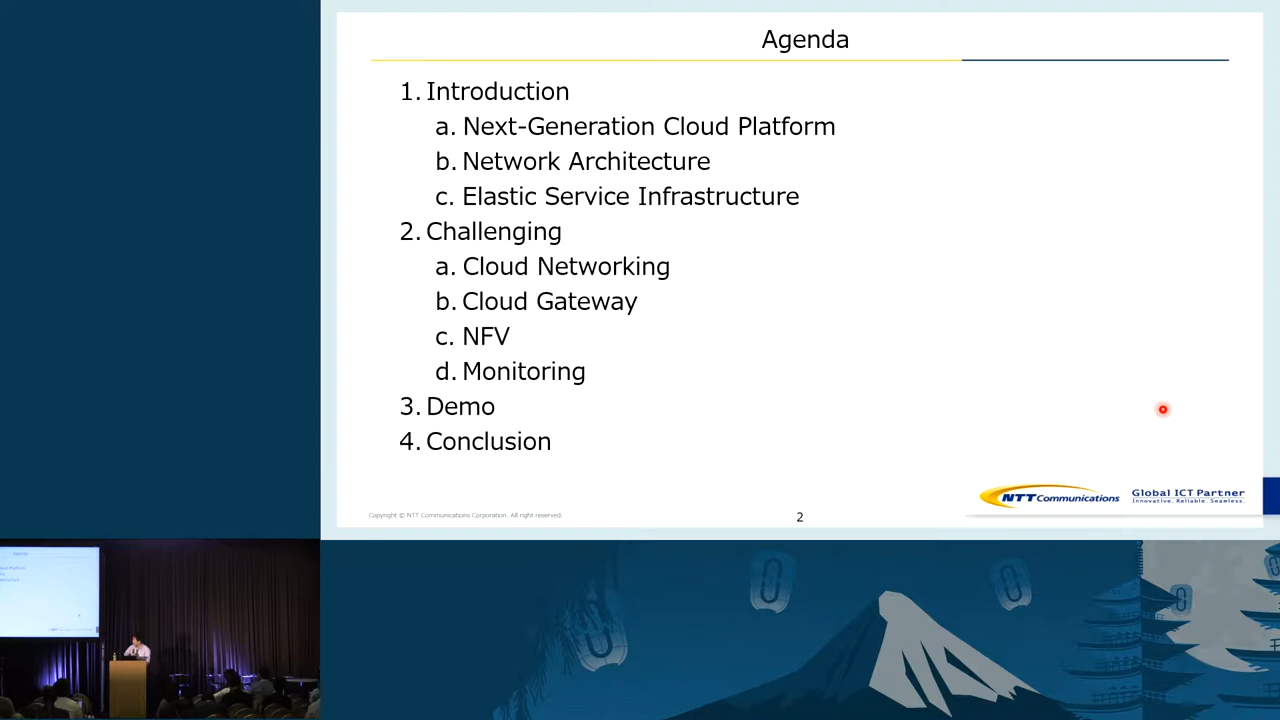 Agenda
1. Introduction
a. Next-Generation Cloud Platform
b. Network Architecture
c. Elastic Service Infrastructure
2. Challenging
a. Cloud Networking
b. Cloud Gateway
c. NFV
d. Monitoring
3. Demo
4. Conclusion
NTT Communications
Global ICT Partner
Innovative. Reliable. Seamless.
Copyright © NTT Communications Corporation. All right reserved.
2